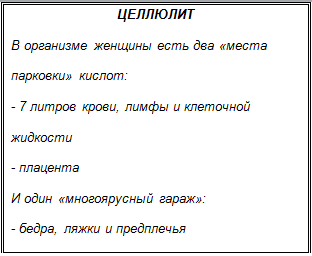 ЦЕЛЛЮЛИТ
В организме женщины есть два «места
парковки» кислот:
- 7 литров крови, лимфы и клеточной
жидкости
- плацента
И один «многоярусный гараж»:
- бедра, ляжки и предплечья